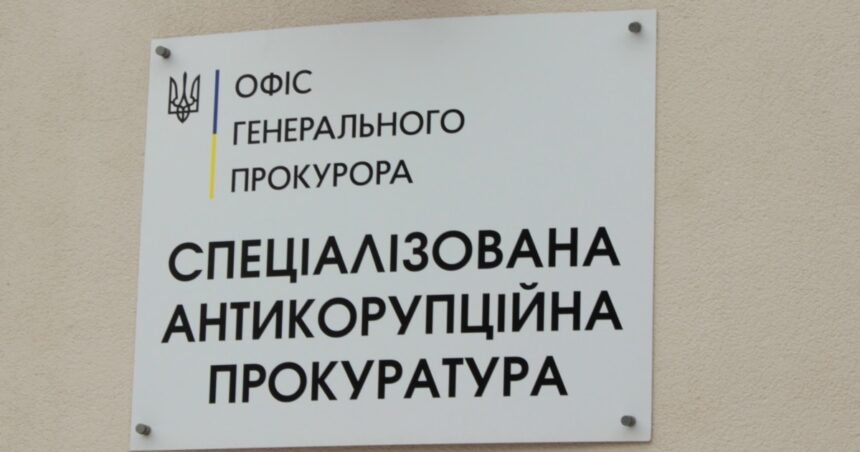 ОФІС
ГЕНЕРАЛЬНОГО
ПРОКУРОРА
СПЕЦІАЛІЗОВАНА
АНТИКОРУПЦІЙНА
ПРОКУРАТУРА